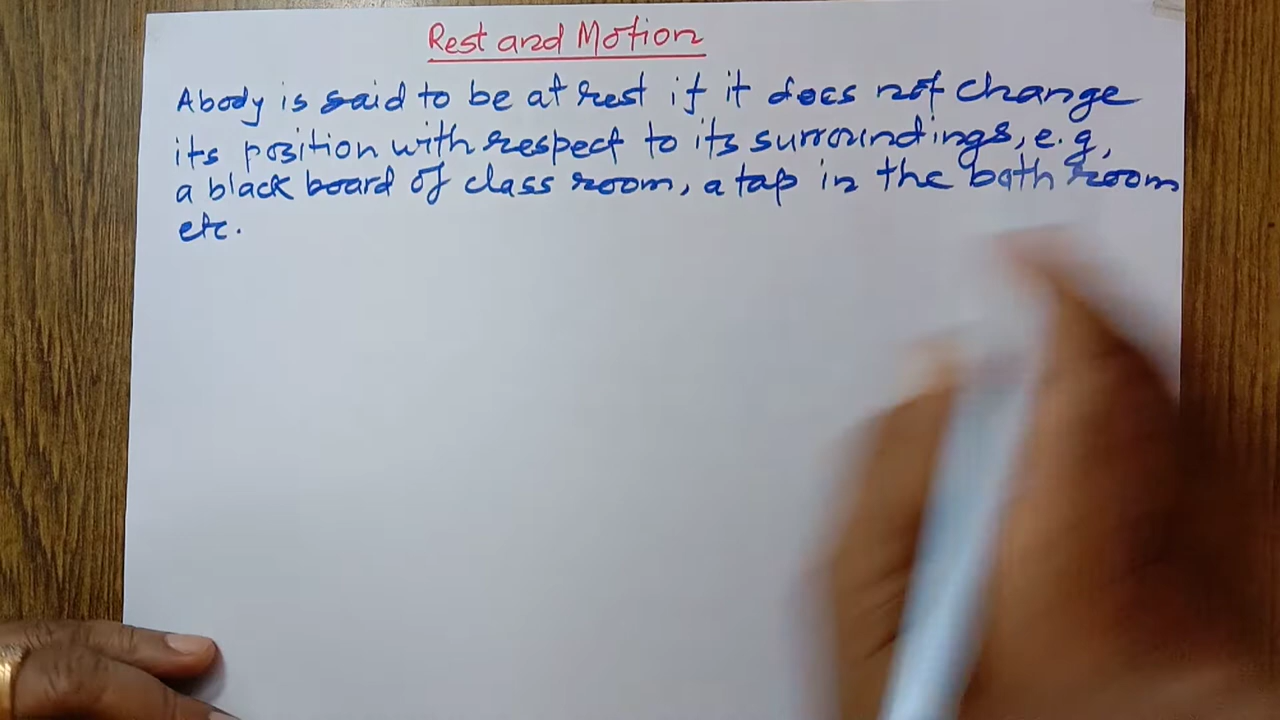 Rest and Motion
A body is said to be at rest if it does not change
its position with respect to its surroundings, e.g,
a black board of class room, a tap in the bath room
etc.